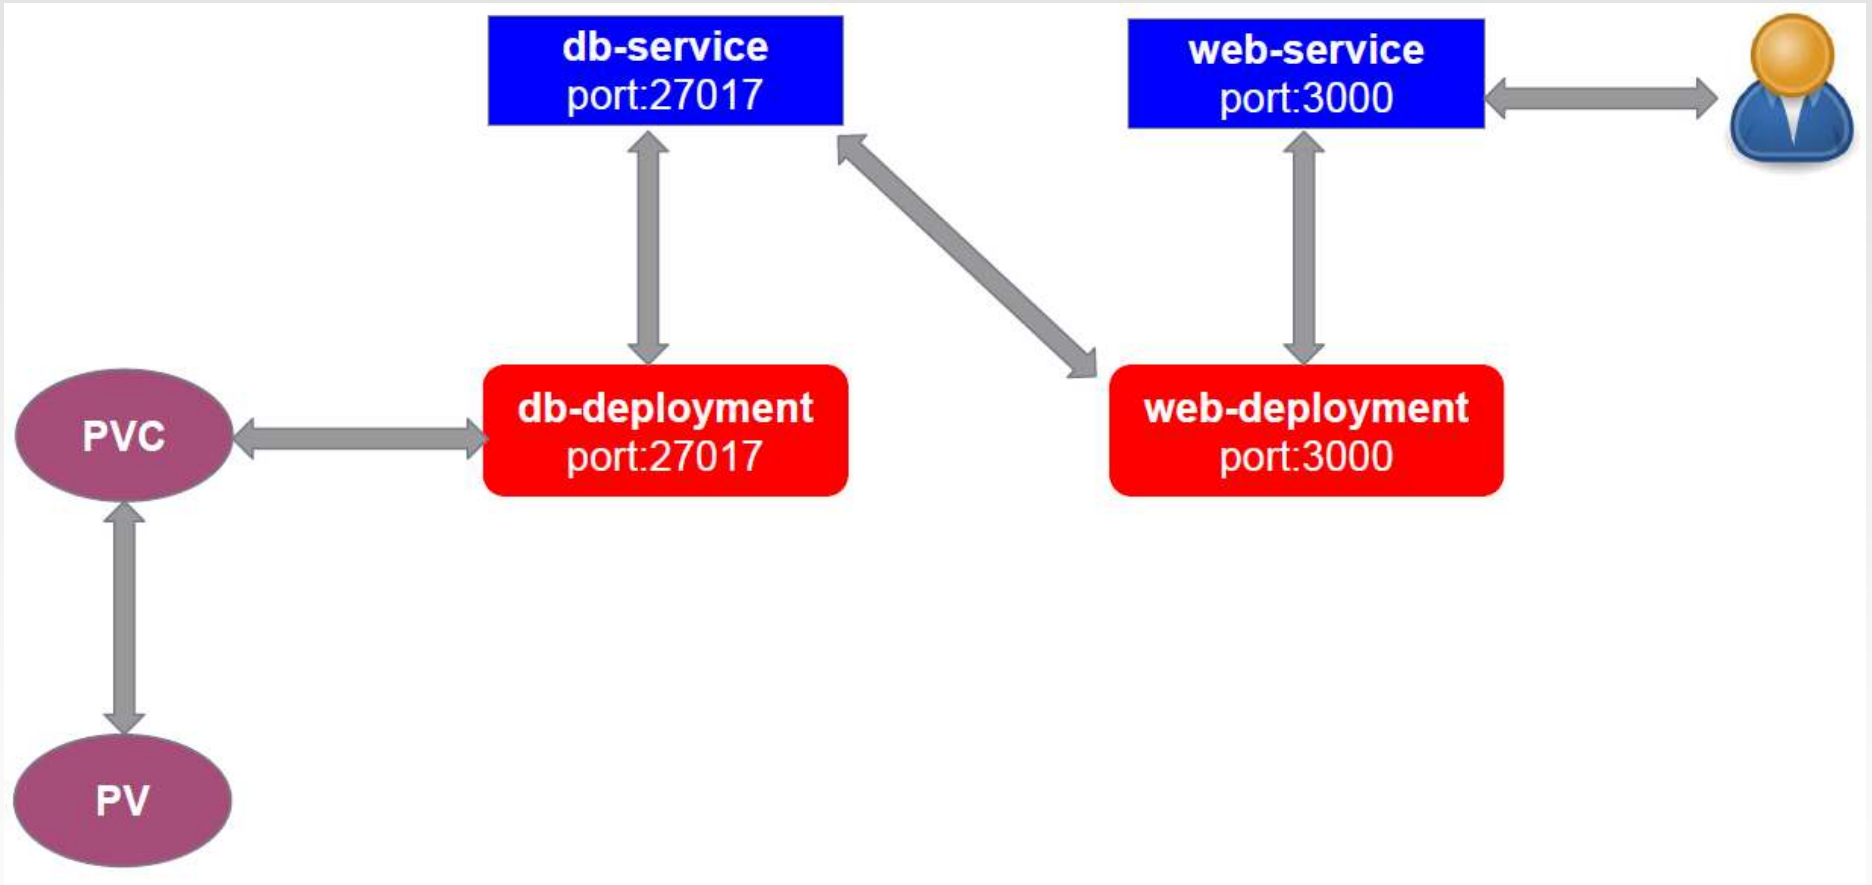 db-service
port:27017
web-service
port:3000
PVC
db-deployment
port:27017
web-deployment
port:3000
PV